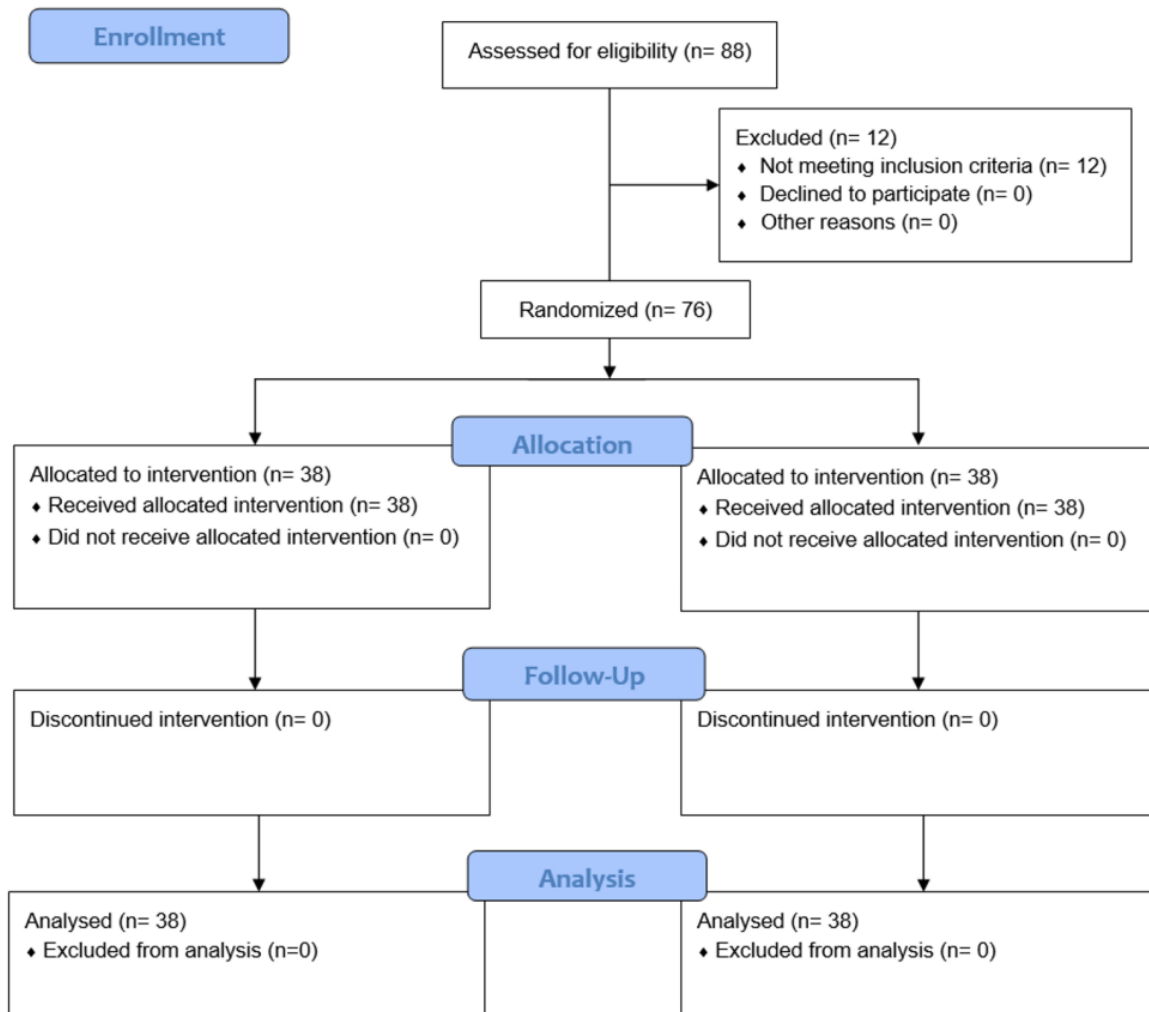 Enrollment
Assessed for eligibility (n= 88)
Excluded (n= 12)
⬧ Not meeting inclusion criteria (n= 12)
⬧ Declined to participate (n= 0)
⬧ Other reasons (n= 0)
Randomized (n= 76)
Allocation
Allocated to intervention (n= 38)
⬧ Received allocated intervention (n= 38)
⬧ Did not receive allocated intervention (n= 0)
Allocated to intervention (n= 38)
⬧ Received allocated intervention (n= 38)
⬧ Did not receive allocated intervention (n= 0)
Follow-Up
Discontinued intervention (n= 0)
Discontinued intervention (n= 0)
Analysis
Analysed (n= 38)
⬧ Excluded from analysis (n=0)
Analysed (n= 38)
⬧ Excluded from analysis (n= 0)